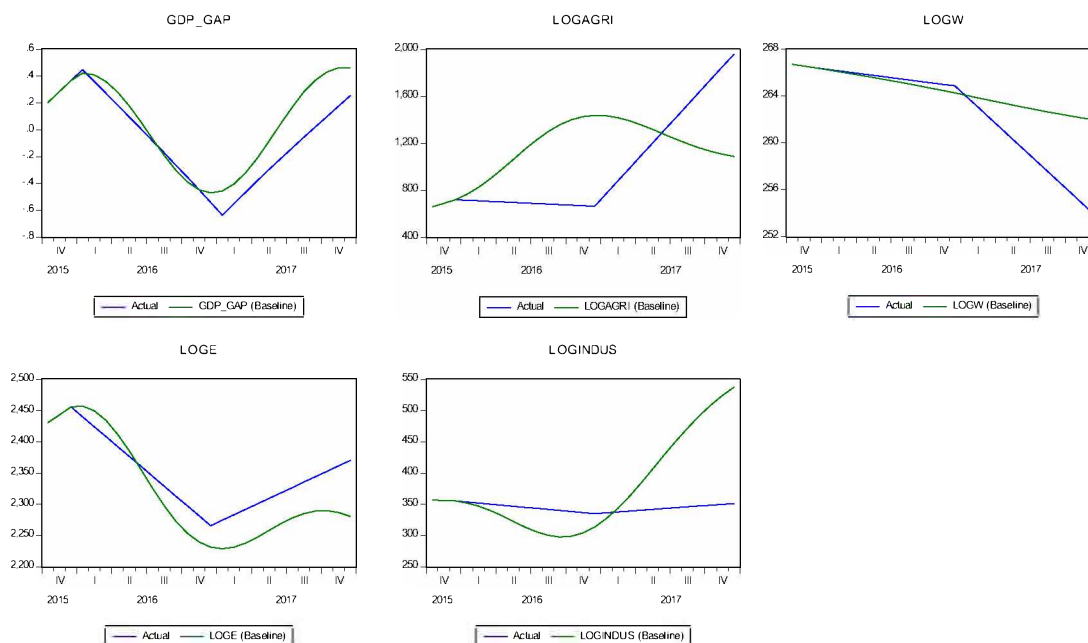 GDP_GAP
.6
.4
.2
.0
-.2
-.4
-.6
-.8
IV I II III IV I II III IV
2015 2016 2017
Actual GDP_GAP (Baseline)
LOGAGRI
2,000
1,600
1,200
800
400
IV I II III IV I II III IV
2015 2016 2017
Actual LOGAGRI (Baseline)
LOGW
268
264
260
256
252
IV I II III IV I II III IV
2015 2016 2017
Actual LOGW (Baseline)
LOGE
2,500
2,450
2,400
2,350
2,300
2,250
2,200
IV I II III IV I II III IV
2015 2016 2017
Actual LOGE (Baseline)
LOGINDUS
550
500
450
400
350
300
250
IV I II III IV I II III IV
2015 2016 2017
Actual LOGINDUS (Baseline)